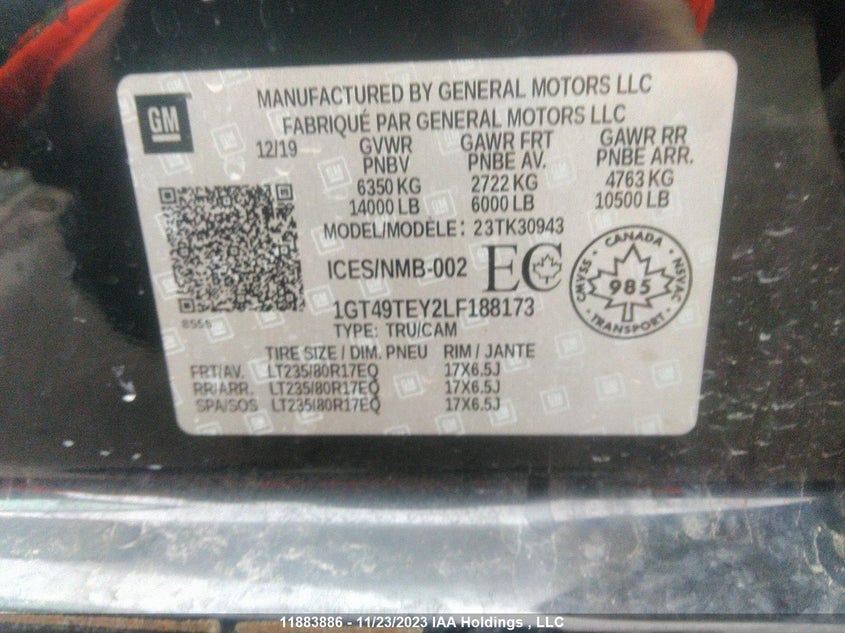 GM
MANUFACTURED BY GENERAL MOTORS LLC
FABRIQUÉ PAR GENERAL MOTORS LLC
12/19 GVWR GAWR FRT GAWR RR
PNBV PNBE AV. PNBE ARR.
6350 KG 2722 KG 4763 KG
14000 LB 6000 LB 10500 LB
MODEL/MODELE: 23TK30943
ICES/NMB-002 EC
CANADA
CMVSS 985 NSVAC
TRANSPORT
1GT49TEY2LF188173
8555
TYPE: TRU/CAM
TIRE SIZE / DIM. PNEU RIM / JANTE
FRT/AV. LT235/80R17EQ 17X6.5J
RR/ARR. LT235/80R17EQ 17X6.5J
SPA/SOS LT235/80R17EQ 17X6.5J
11883886 - 11/23/2023 IAA Holdings , LLC